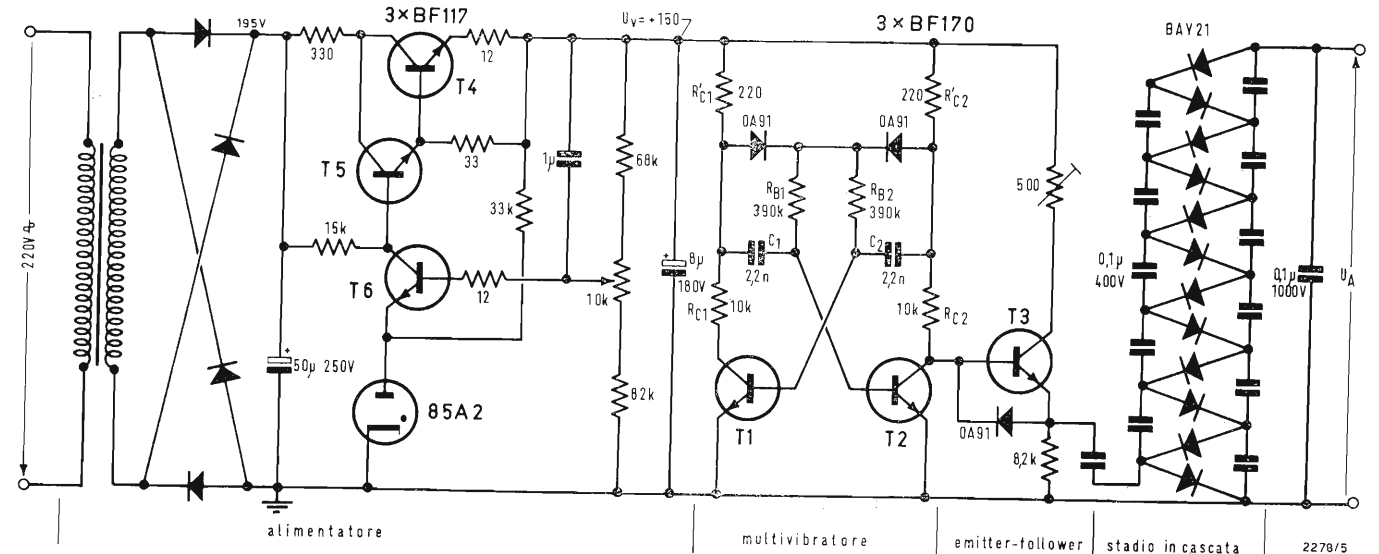 3×BF117
195V
330
12
T4
U_V = +150
3×BF170
BAY21
R'C1
220
220
R'C2
OA91
OA91
T5
33
1µ
68k
33k
RB1
390k
RB2
390k
500
220V
15k
T6
12
10k
+
8µ
180V
C1
2,2n
C2
2,2n
RC1
10k
10k
RC2
T3
0,1µ
400V
0,1µ
1000V
UA
+
50µ 250V
85A2
82k
T1
T2
OA91
8,2k
alimentatore
multivibratore
emitter-follower
stadio in cascata
2278/5